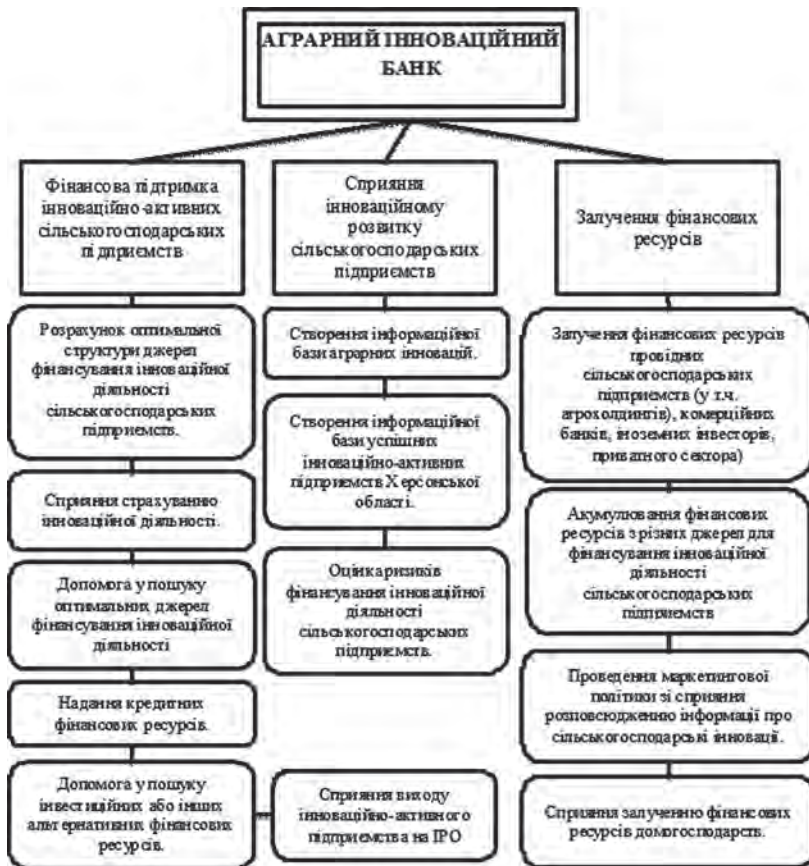 АГРАРНИЙ ІННОВАЦІЙНИЙ
БАНК
Фінансова підтримка
інноваційно-активних
сільськогосподарських
підприємств
Розрахунок оптимальної
структури джерел
фінансування інноваційної
діяльності
сільськогосподарських
підприємств.
Сприяння страхуванню
інноваційної діяльності.
Допомога у пошуку
оптимальних джерел
фінансування інноваційної
діяльності
Надання кредитних
фінансових ресурсів.
Допомога у пошуку
інвестиційних або інших
альтернативних фінансових
ресурсів.
Сприяння виходу
інноваційно-активного
підприємства на IPO
Сприяння
інноваційному
розвитку
сільськогосподарських
підприємств
Створення інформаційної
бази аграрних інновацій.
Створення інформаційної
бази успішних
інноваційно-активних
підприємств Херсонської
області.
Оцінка ризиків
фінансування інноваційної
діяльності
сільськогосподарських
підприємств.
Залучення фінансових
ресурсів
Залучення фінансових ресурсів
провідних
сільськогосподарських
підприємств (у т.ч.
агрохолдингів), комерційних
банків, іноземних інвесторів,
приватного сектора)
Акумулювання фінансових
ресурсів з різних джерел для
фінансування інноваційної
діяльності
сільськогосподарських
підприємств
Проведення маркетингової
політики зі сприяння
розповсюдженню інформації про
сільськогосподарські інновації.
Сприяння залученню фінансових
ресурсів домогосподарств.